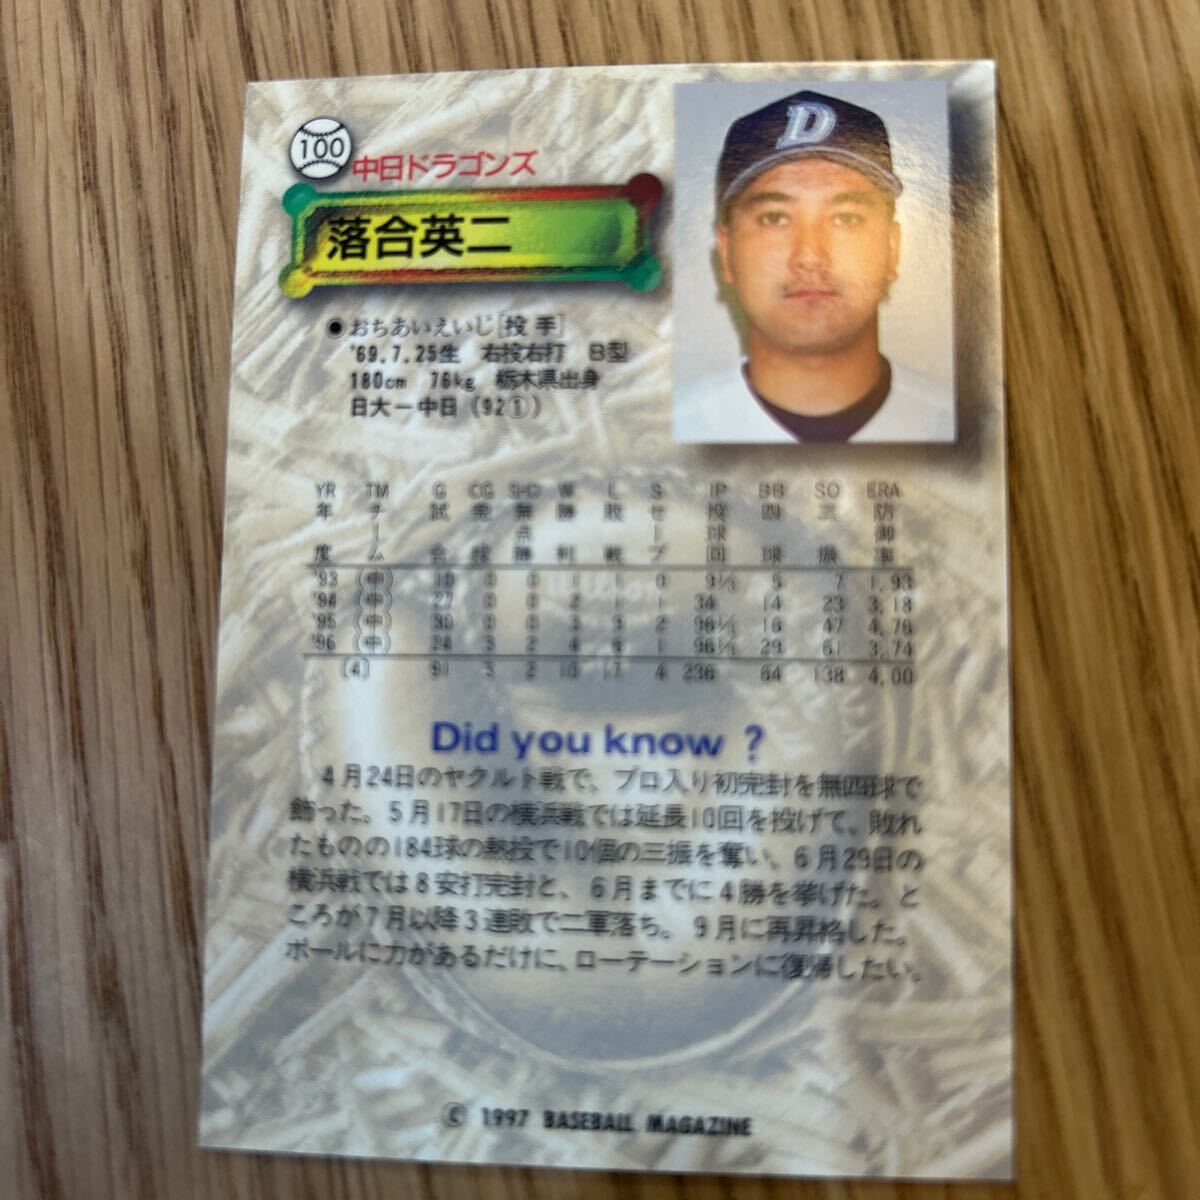 100
中日ドラゴンズ
落合英二
D
●おちあいえいじ[投手]
'69.7.25生 右投右打 B型
180cm 76kg 栃木県出身
日大―中日(92①)
YR TM G CG SHO W L S IP BB SO ERA
年度 チーム 試合 完投 無点勝 勝利 敗戦 セーブ 投球回 四球 三振 防御率
'93 (中) 10 0 0 1 1 0 9⅓ 5 7 1.93
'94 (中) 27 0 0 2 1 1 34 14 23 3.18
'95 (中) 30 0 0 3 9 2 96⅓ 16 47 4.76
'96 (中) 24 3 2 4 6 1 96⅓ 29 61 3.74
[4] 91 3 2 10 17 4 236 64 138 4.00
Did you know ?
4月24日のヤクルト戦で、プロ入り初完封を無四球で
飾った。5月17日の横浜戦では延長10回を投げて、敗れ
たものの184球の熱投で10個の三振を奪い、6月29日の
横浜戦では8安打完封と、6月までに4勝を挙げた。と
ころが7月以降3連敗で二軍落ち。9月に再昇格した。
ボールに力があるだけに、ローテーションに復帰したい。
© 1997 BASEBALL MAGAZINE